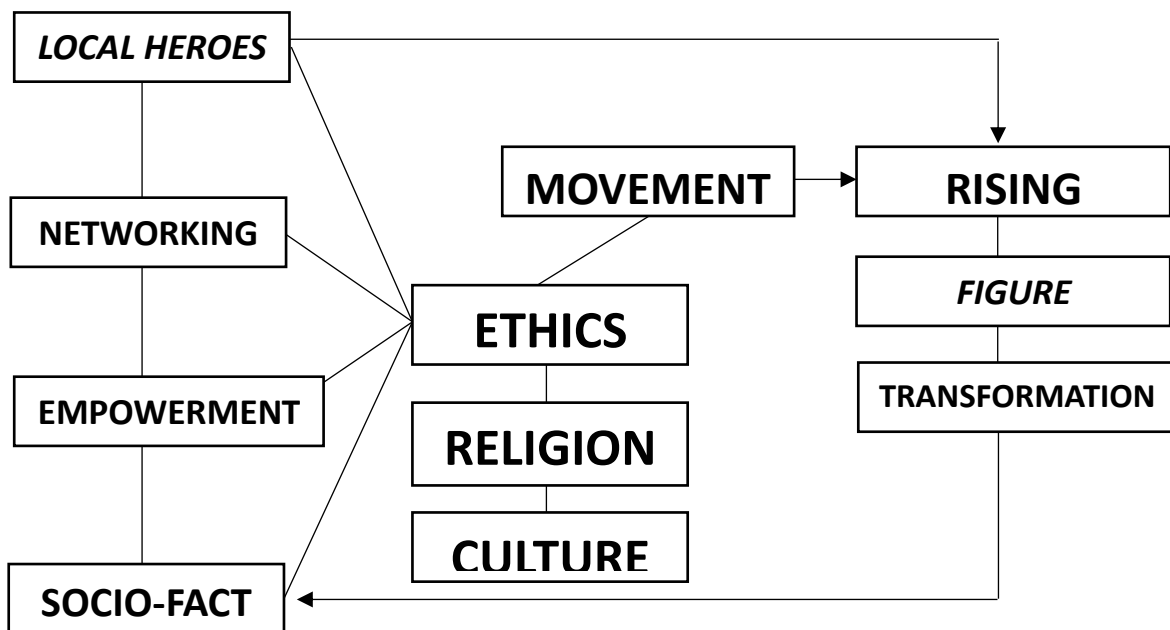 LOCAL HEROES
MOVEMENT
RISING
NETWORKING
FIGURE
ETHICS
EMPOWERMENT
TRANSFORMATION
RELIGION
CULTURE
SOCIO-FACT